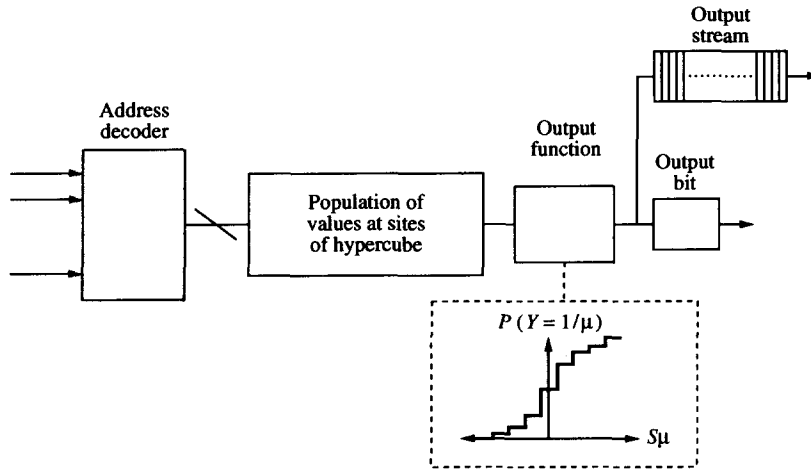 Output
stream
Address
decoder
Output
function
Output
bit
Population of
values at sites
of hypercube
P (Y = 1/μ)
Sμ